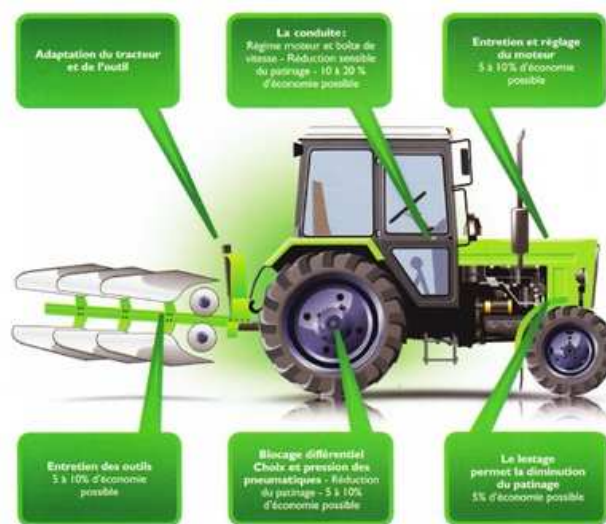 Adaptation du tracteur
et de l'outil
La conduite:
Régime moteur et boîte de
vitesse - Réduction sensible
du patinage - 10 à 20 %
d'économie possible
Entretien et réglage
du moteur
5 à 10% d'économie
possible
Entretien des outils
5 à 10% d'économie
possible
Blocage différentiel
Choix et pression des
pneumatiques - Réduction
du patinage - 5 à 10%
d'économie possible
Le lestage
permet la diminution
du patinage
5% d'économie possible